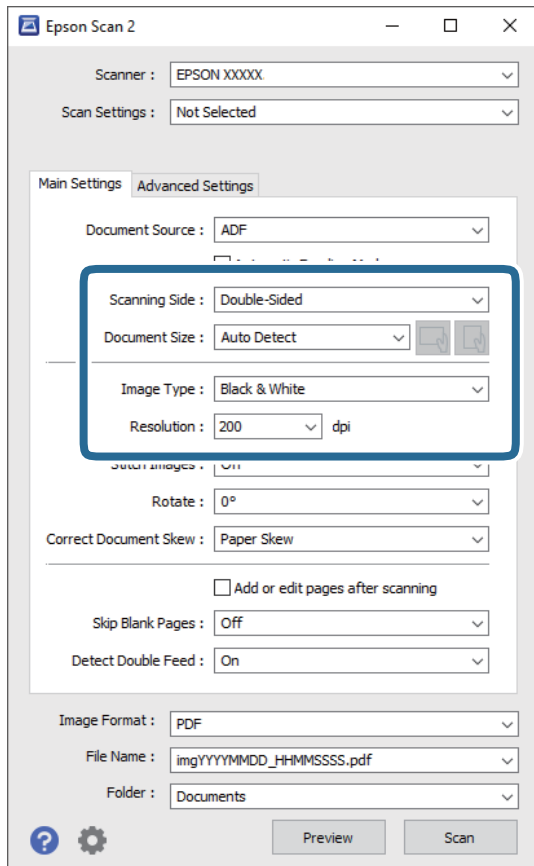 Epson Scan 2
Scanner : EPSON XXXXX
Scan Settings : Not Selected
Main Settings Advanced Settings
Document Source : ADF
Scanning Side : Double-Sided
Document Size : Auto Detect
Image Type : Black & White
Resolution : 200 dpi
Stitch Images : Off
Rotate : 0°
Correct Document Skew : Paper Skew
Add or edit pages after scanning
Skip Blank Pages : Off
Detect Double Feed : On
Image Format : PDF
File Name : imgYYYYMMDD_HHMMSSSS.pdf
Folder : Documents
? Preview Scan